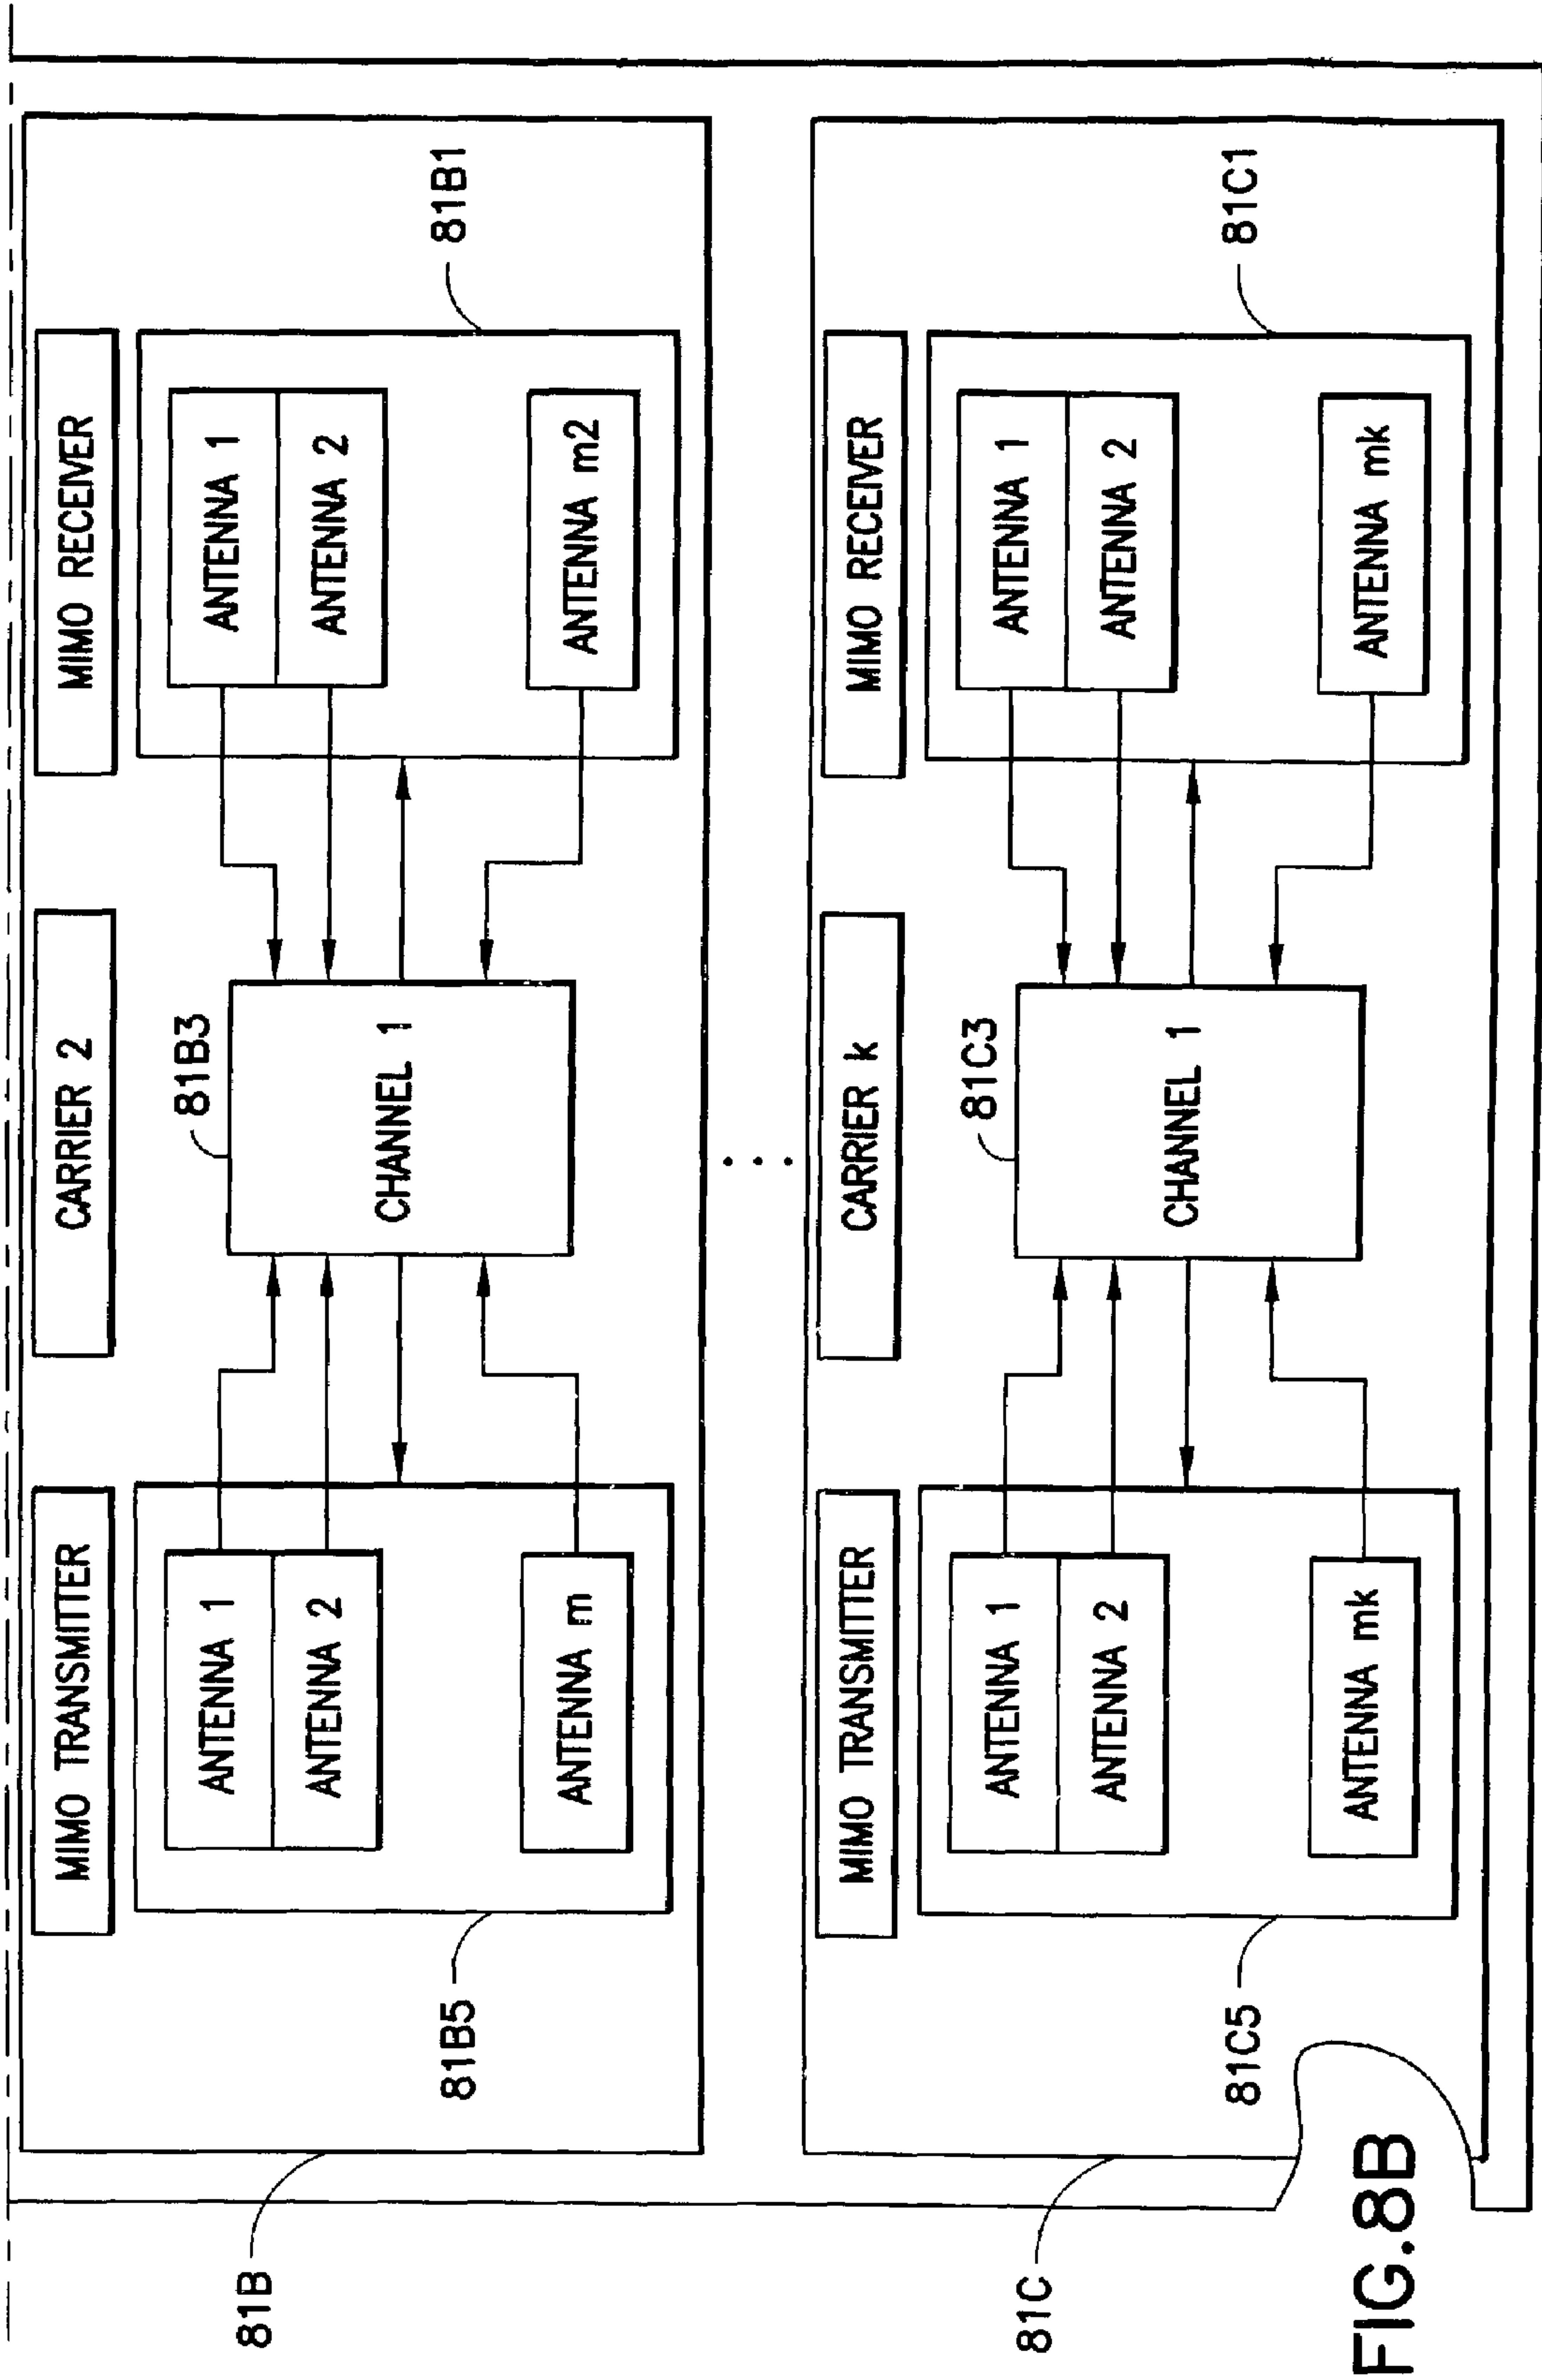 MIMO TRANSMITTER
CARRIER 2
MIMO RECEIVER
ANTENNA 1
ANTENNA 2
ANTENNA m
81B3
CHANNEL 1
ANTENNA 1
ANTENNA 2
ANTENNA m2
81B1
81B5
81B
. . .
MIMO TRANSMITTER
CARRIER k
MIMO RECEIVER
ANTENNA 1
ANTENNA 2
ANTENNA mk
81C3
CHANNEL 1
ANTENNA 1
ANTENNA 2
ANTENNA mk
81C1
81C5
81C
FIG.8B